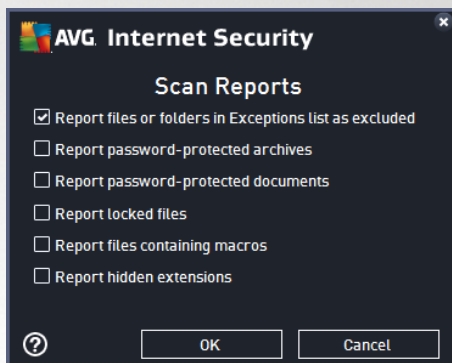 AVG. Internet Security
Scan Reports
Report files or folders in Exceptions list as excluded
Report password-protected archives
Report password-protected documents
Report locked files
Report files containing macros
Report hidden extensions
?
OK
Cancel